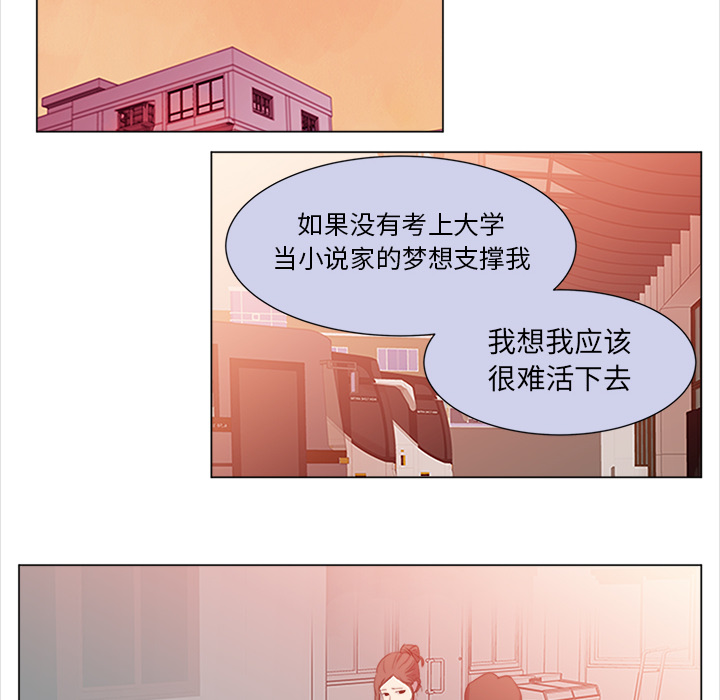 如果没有考上大学
当小说家的梦想支撑我
我想我应该
很难活下去